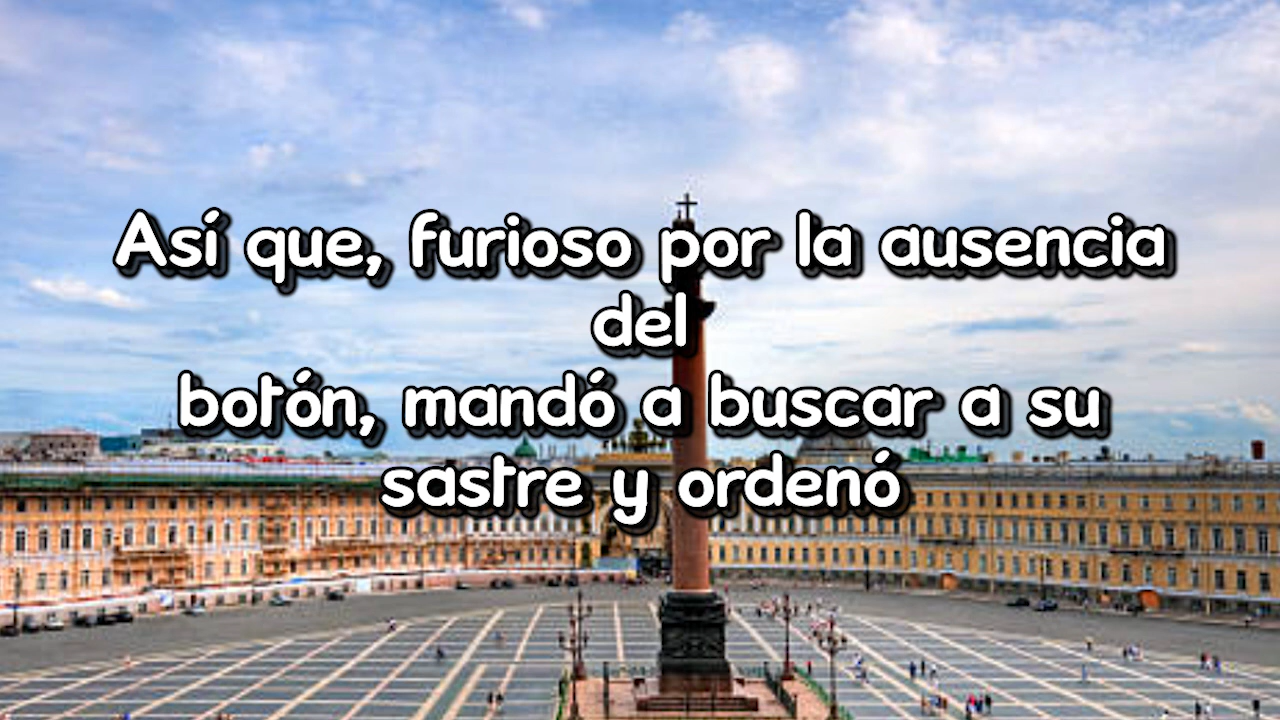 Así que, furioso por la ausencia
del
botón, mandó a buscar a su
sastre y ordenó